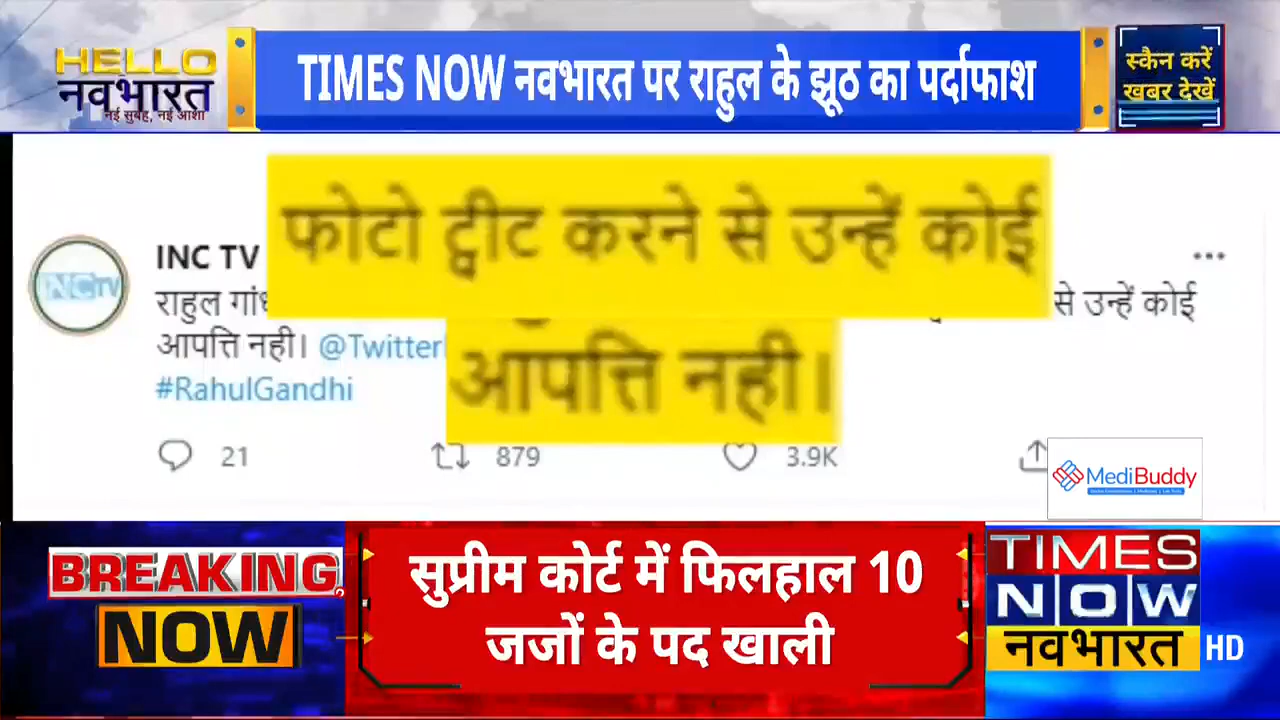 HELLO
नवभारत
नई सुबह, नई आशा
TIMES NOW नवभारत पर राहुल के झूठ का पर्दाफाश
स्कैन करें
खबर देखें
फोटो ट्वीट करने से उन्हें कोई
आपत्ति नही।
INC TV
INC TV
राहुल गां
से उन्हें कोई
आपत्ति नही। @Twitter
#RahulGandhi
21
879
3.9K
MediBuddy
BREAKING
NOW
सुप्रीम कोर्ट में फिलहाल 10
जजों के पद खाली
TIMES
NOW
नवभारत HD